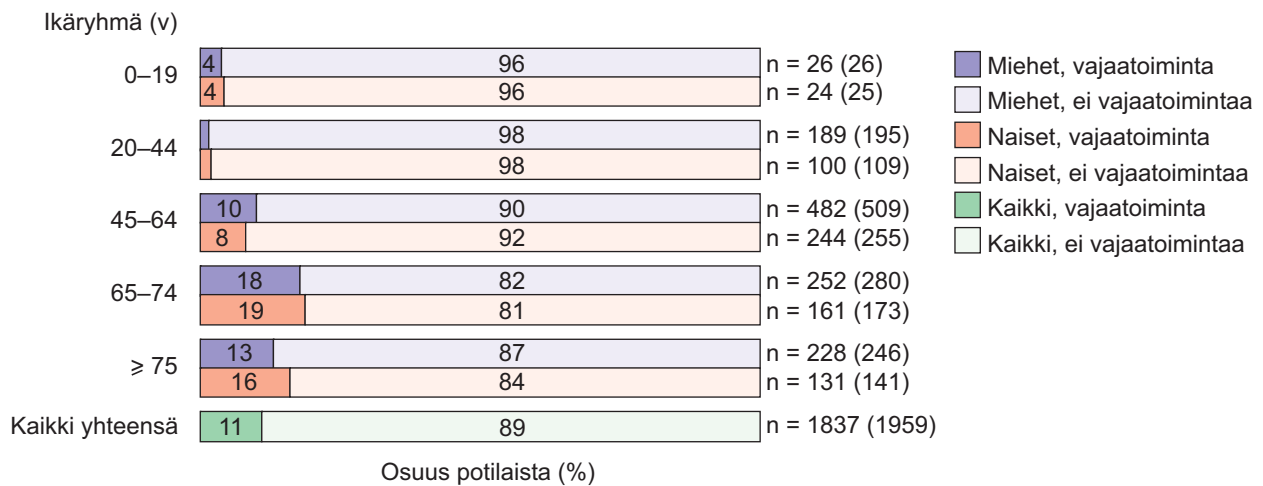 Ikäryhmä (v)
0–19
4 96 n = 26 (26)
4 96 n = 24 (25)
20–44
98 n = 189 (195)
98 n = 100 (109)
45–64
10 90 n = 482 (509)
8 92 n = 244 (255)
65–74
18 82 n = 252 (280)
19 81 n = 161 (173)
⩾ 75
13 87 n = 228 (246)
16 84 n = 131 (141)
Kaikki yhteensä 11 89 n = 1837 (1959)
Osuus potilaista (%)
Miehet, vajaatoiminta
Miehet, ei vajaatoimintaa
Naiset, vajaatoiminta
Naiset, ei vajaatoimintaa
Kaikki, vajaatoiminta
Kaikki, ei vajaatoimintaa